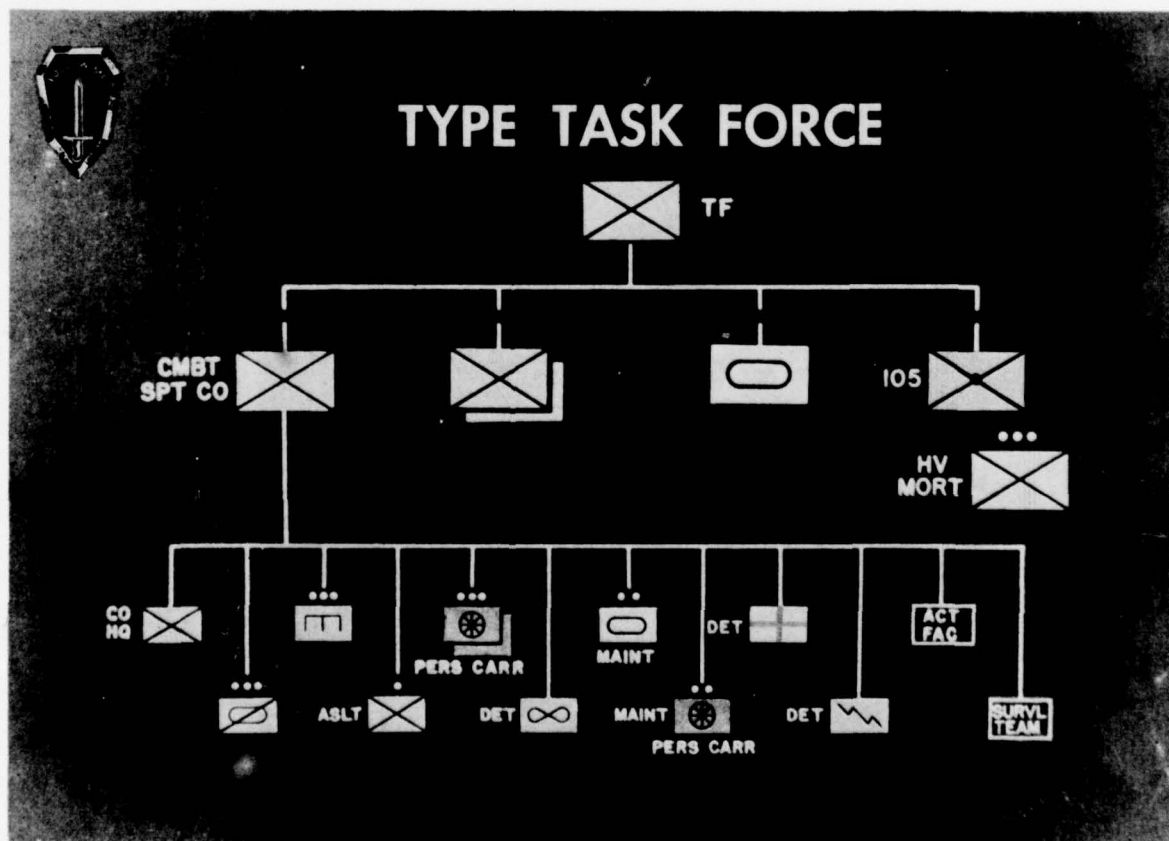 TYPE TASK FORCE
TF
CMBT
SPT CO
105
HV
MORT
CO
HQ
PERS CARR
MAINT
DET
ACT
FAC
ASLT
DET
MAINT
PERS CARR
DET
SURVL
TEAM